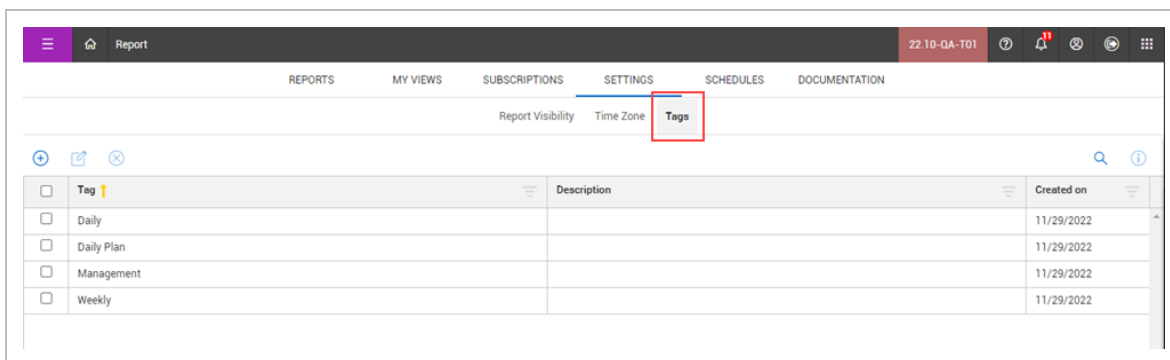 Report 22.10-QA-T01 11
REPORTS MY VIEWS SUBSCRIPTIONS SETTINGS SCHEDULES DOCUMENTATION
Report Visibility Time Zone Tags
Tag Description Created on
Daily 11/29/2022
Daily Plan 11/29/2022
Management 11/29/2022
Weekly 11/29/2022